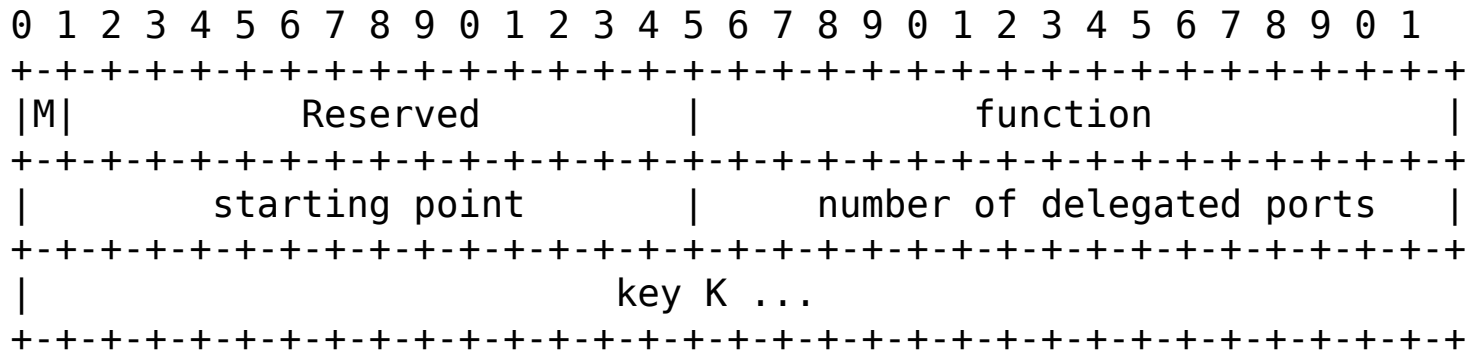 0 1 2 3 4 5 6 7 8 9 0 1 2 3 4 5 6 7 8 9 0 1 2 3 4 5 6 7 8 9 0 1
+-+-+-+-+-+-+-+-+-+-+-+-+-+-+-+-+-+-+-+-+-+-+-+-+-+-+-+-+-+-+-+-+
|M|          Reserved         |            function             |
+-+-+-+-+-+-+-+-+-+-+-+-+-+-+-+-+-+-+-+-+-+-+-+-+-+-+-+-+-+-+-+-+
|        starting point       |     number of delegated ports   |
+-+-+-+-+-+-+-+-+-+-+-+-+-+-+-+-+-+-+-+-+-+-+-+-+-+-+-+-+-+-+-+-+
|                          key K ...
+-+-+-+-+-+-+-+-+-+-+-+-+-+-+-+-+-+-+-+-+-+-+-+-+-+-+-+-+-+-+-+-+